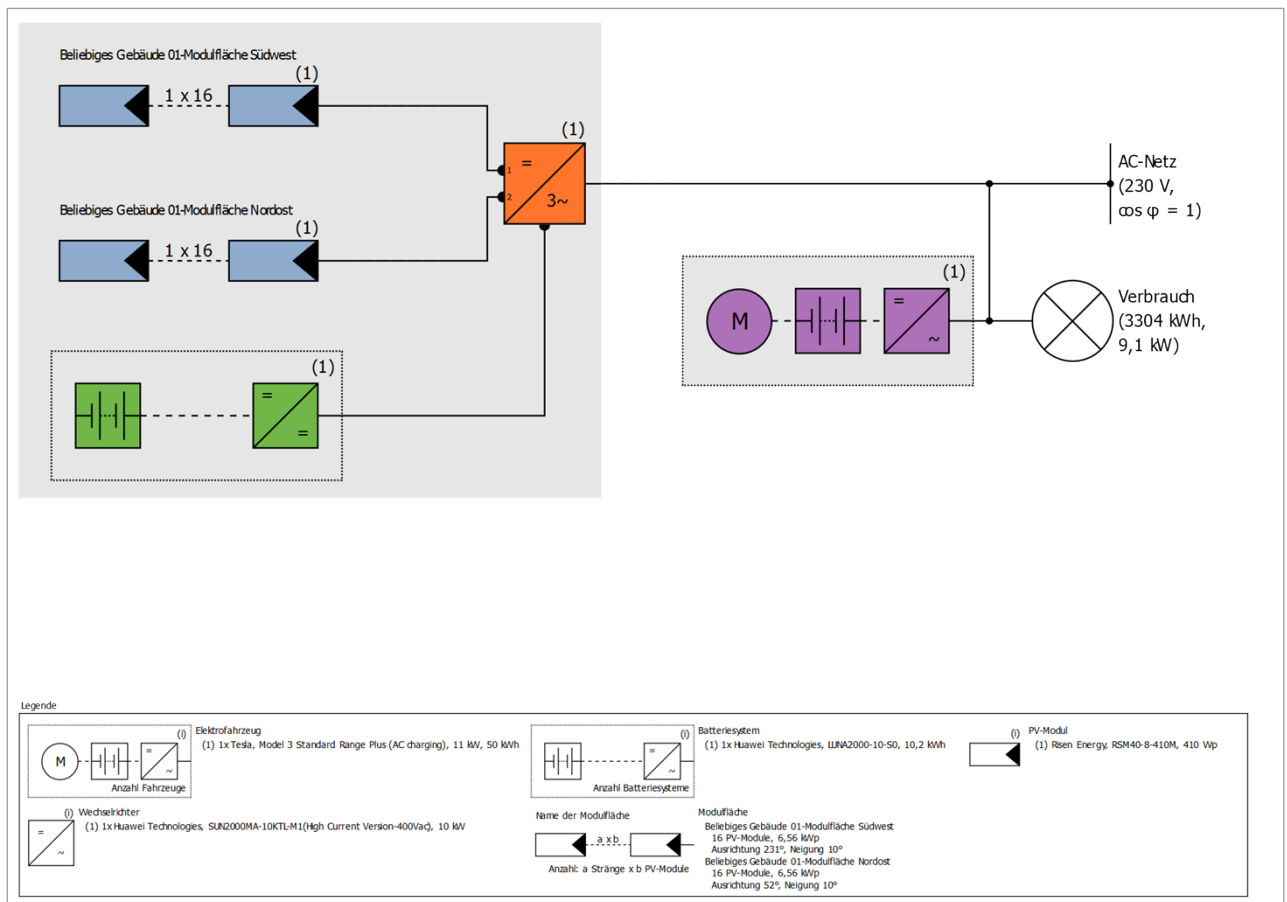 Beliebiges Gebäude 01-Modulfläche Südwest
(1)
1 x 16
(1)
=
1
2
3~
AC-Netz
(230 V,
cos φ = 1)
Beliebiges Gebäude 01-Modulfläche Nordost
(1)
1 x 16
(1)
M
=
~
Verbrauch
(3304 kWh,
9,1 kW)
(1)
=
=
Legende
(i)
Elektrofahrzeug
(1) 1x Tesla, Model 3 Standard Range Plus (AC charging), 11 kW, 50 kWh
M
=
~
Anzahl Fahrzeuge
(i)
Batteriesystem
(1) 1x Huawei Technologies, LUNA2000-10-S0, 10,2 kWh
=
~
Anzahl Batteriesysteme
(i)
PV-Modul
(1) Risen Energy, RSM40-8-410M, 410 Wp
(i)
Wechselrichter
(1) 1x Huawei Technologies, SUN2000MA-10KTL-M1(High Current Version-400Vac), 10 kW
=
~
Name der Modulfläche
a x b
Anzahl: a Stränge x b PV-Module
Modulfläche
Beliebiges Gebäude 01-Modulfläche Südwest
16 PV-Module, 6,56 kWp
Ausrichtung 231°, Neigung 10°
Beliebiges Gebäude 01-Modulfläche Nordost
16 PV-Module, 6,56 kWp
Ausrichtung 52°, Neigung 10°